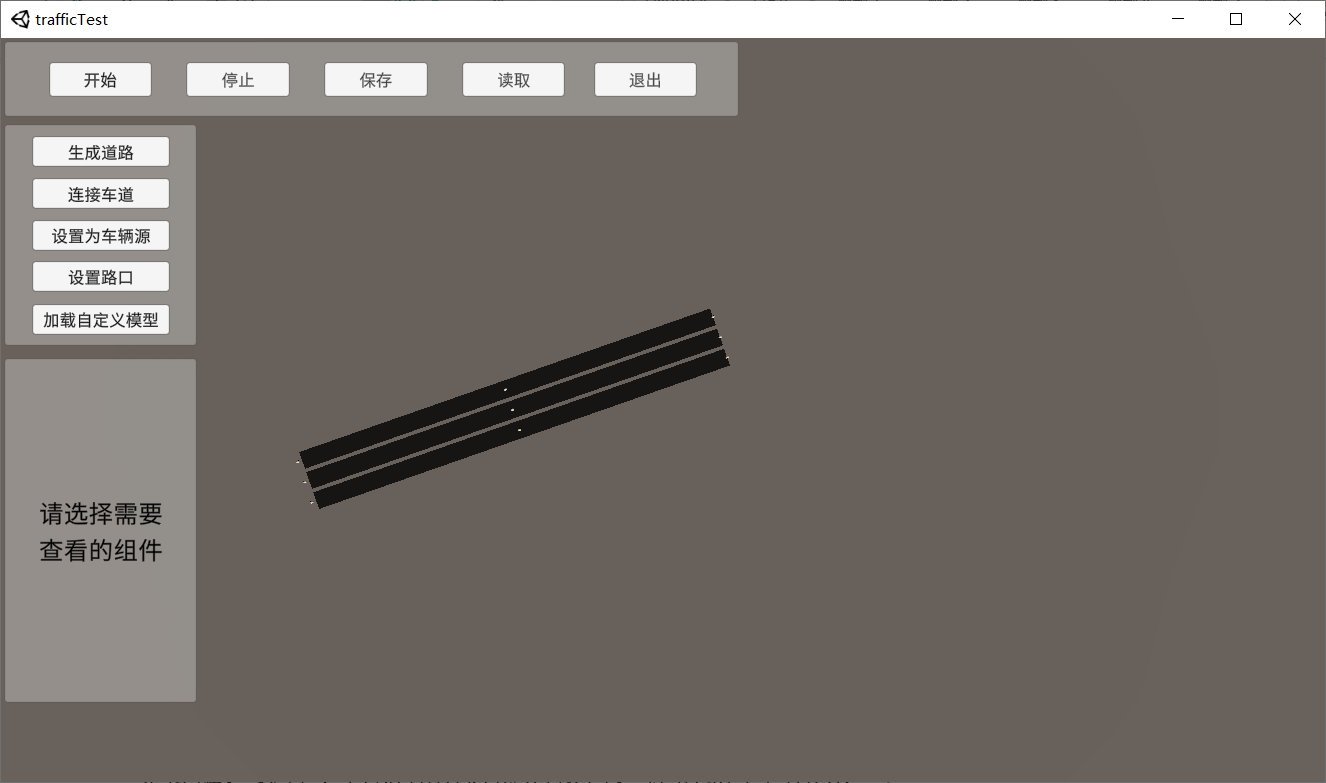 trafficTest
开始
停止
保存
读取
退出
生成道路
连接车道
设置为车辆源
设置路口
加载自定义模型
请选择需要
查看的组件